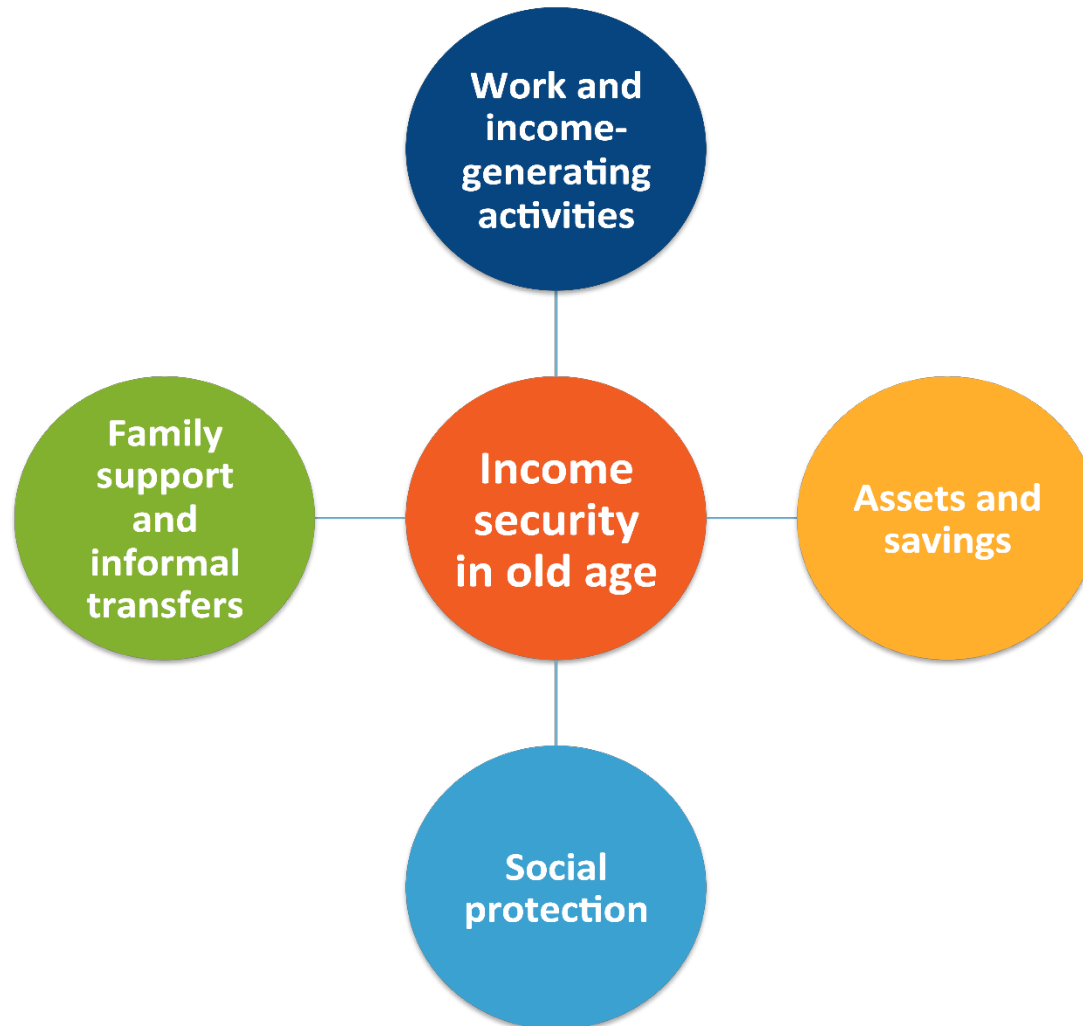 Work and
income-
generating
activities
Family
support
and
informal
transfers
Income
security
in old age
Assets and
savings
Social
protection